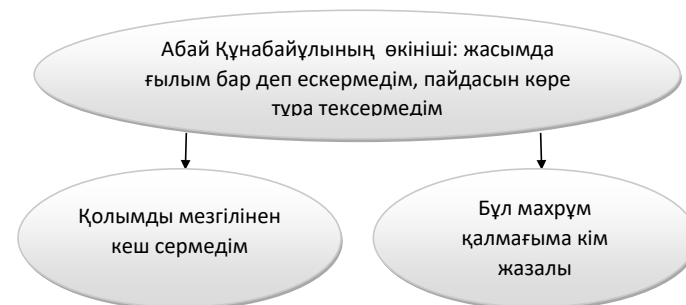 Абай Құнабайұлының өкініші: жасымда
ғылым бар деп ескермедім, пайдасын көре
тұра тексермедім
Қолымды мезгілінен
кеш сермедім
Бұл махрұм
қалмағыма кім
жазалы